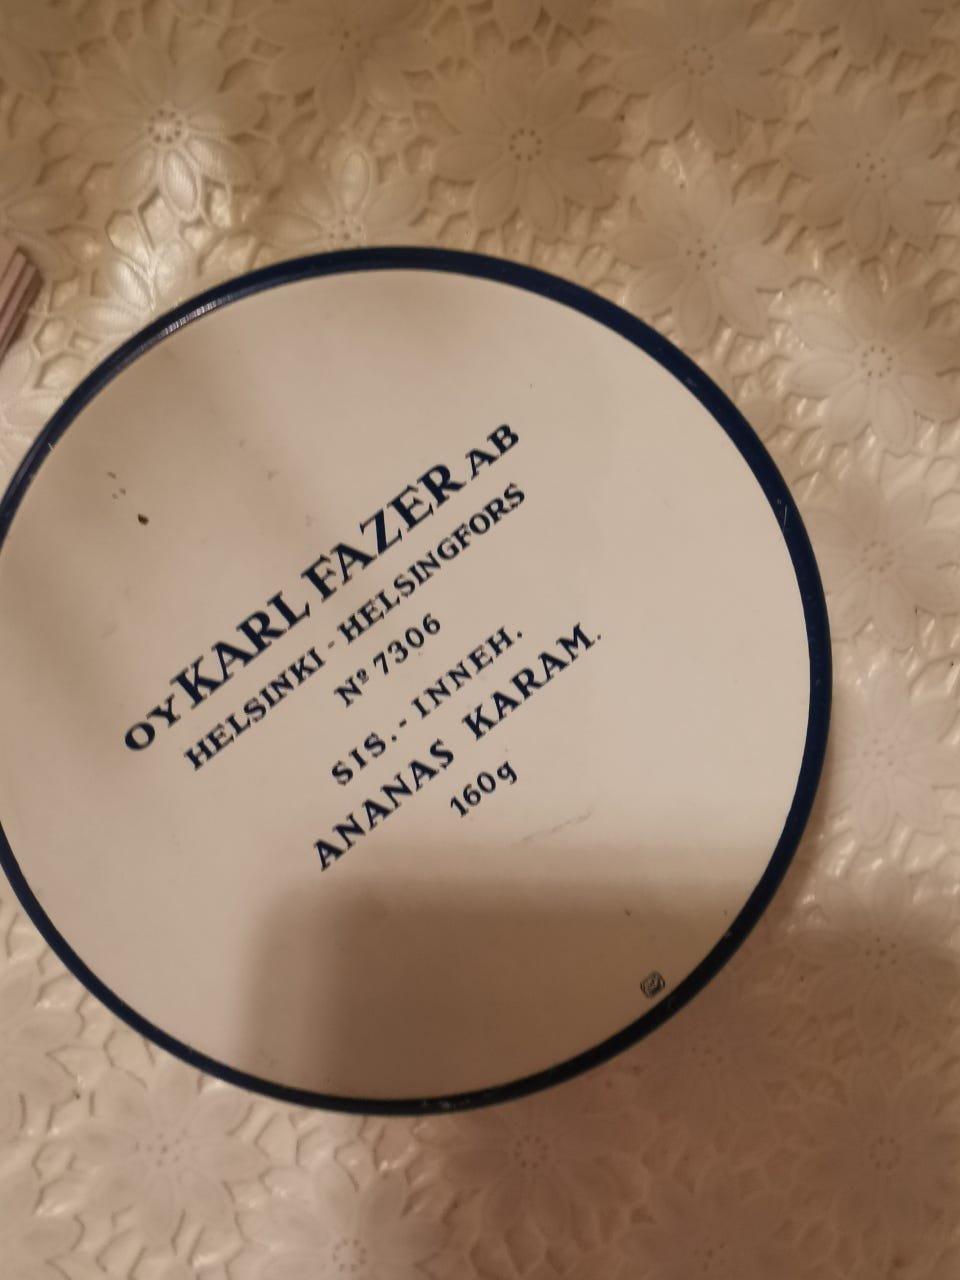 OY KARL FAZER AB
HELSINKI - HELSINGFORS
Nº 7306
SIS. - INNEH.
ANANAS KARAM.
160g